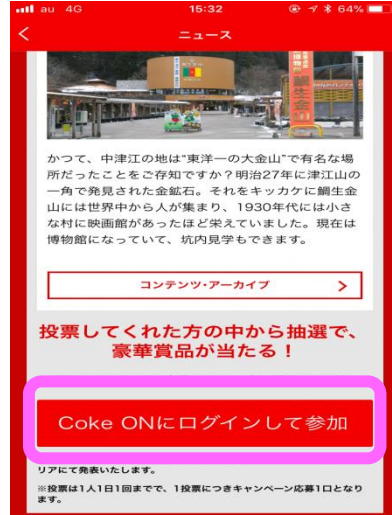 au 4G 15:32 64%
ニュース
鯛生金山
かつて、中津江の地は"東洋一の大金山"で有名な場
所だったことをご存知ですか？明治27年に津江山の
一角で発見された金鉱石。それをキッカケに鯛生金
山には世界中から人が集まり、1930年代には小さ
な村に映画館があったほど栄えていました。現在は
博物館になっていて、坑内見学もできます。
コンテンツ・アーカイブ
投票してくれた方の中から抽選で、
豪華賞品が当たる！
Coke ONにログインして参加
リアにて発表いたします。
※投票は1人1日1回までで、1投票につきキャンペーン応募1口となり
ます。